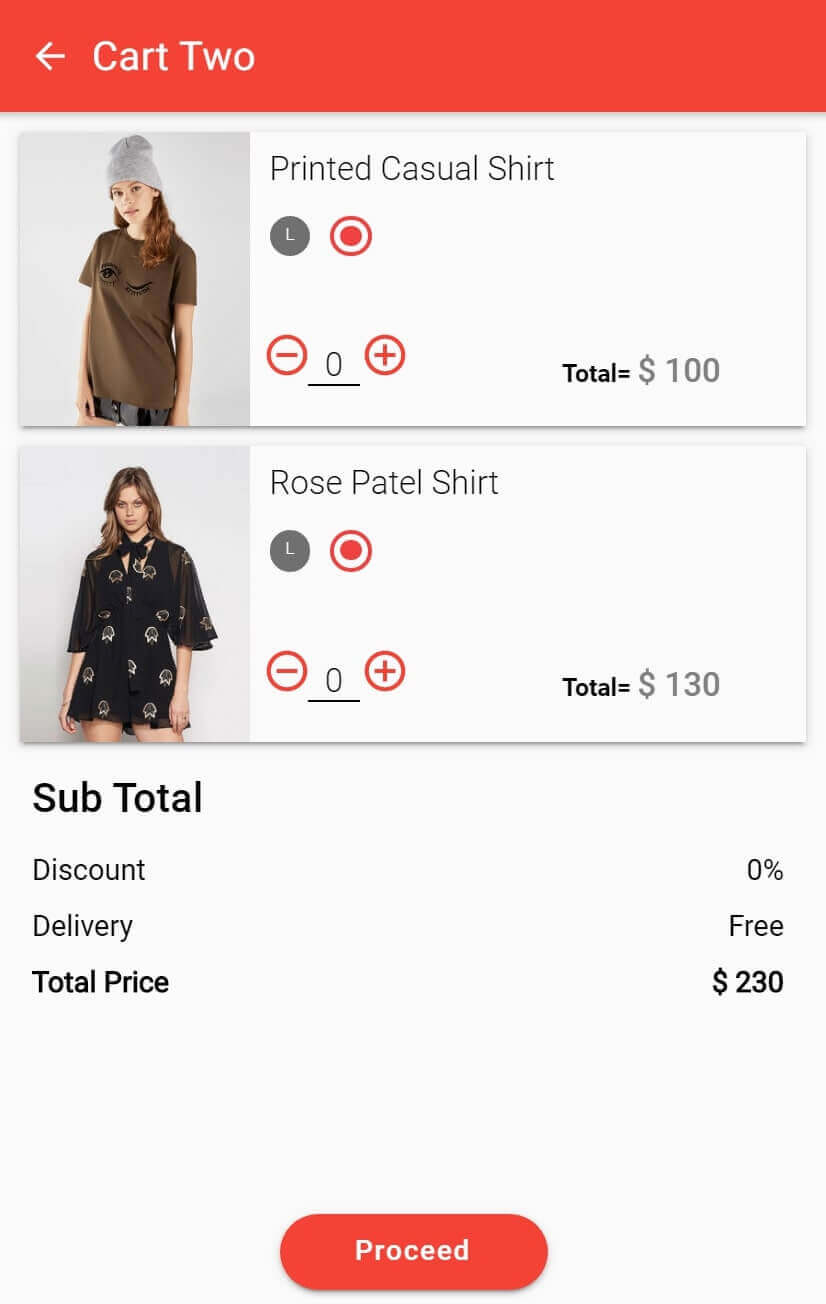 Cart Two
Printed Casual Shirt
L
0
Total= $ 100
Rose Patel Shirt
L
0
Total= $ 130
Sub Total
Discount 0%
Delivery Free
Total Price $ 230
Proceed